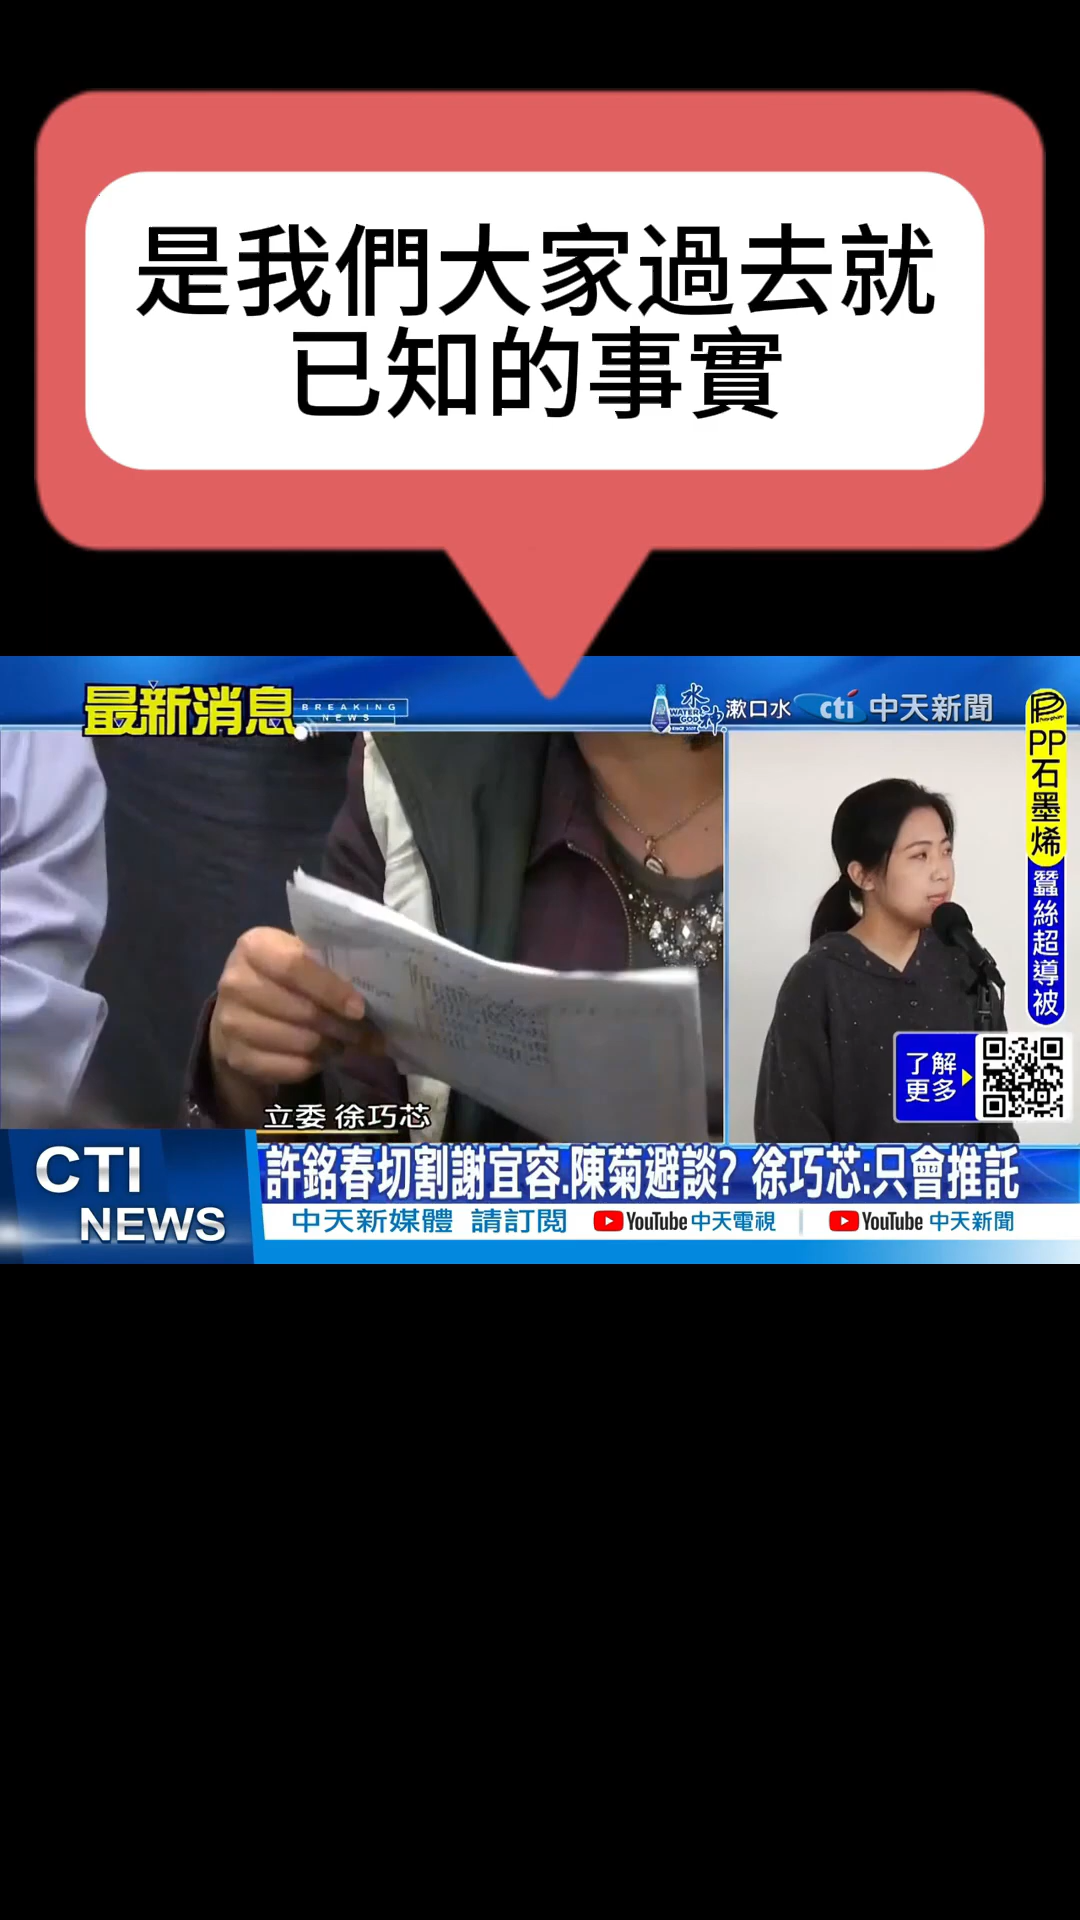 是我們大家過去就
已知的事實
最新消息
BREAKING
NEWS
水神
WATER
GOD
漱口水
cti 中天新聞
PP石墨烯
蠶絲超導被
了解
更多
立委 徐巧芯
CTI
NEWS
許銘春切割謝宜容.陳菊避談? 徐巧芯:只會推託
中天新媒體 請訂閱 YouTube 中天電視 | YouTube 中天新聞